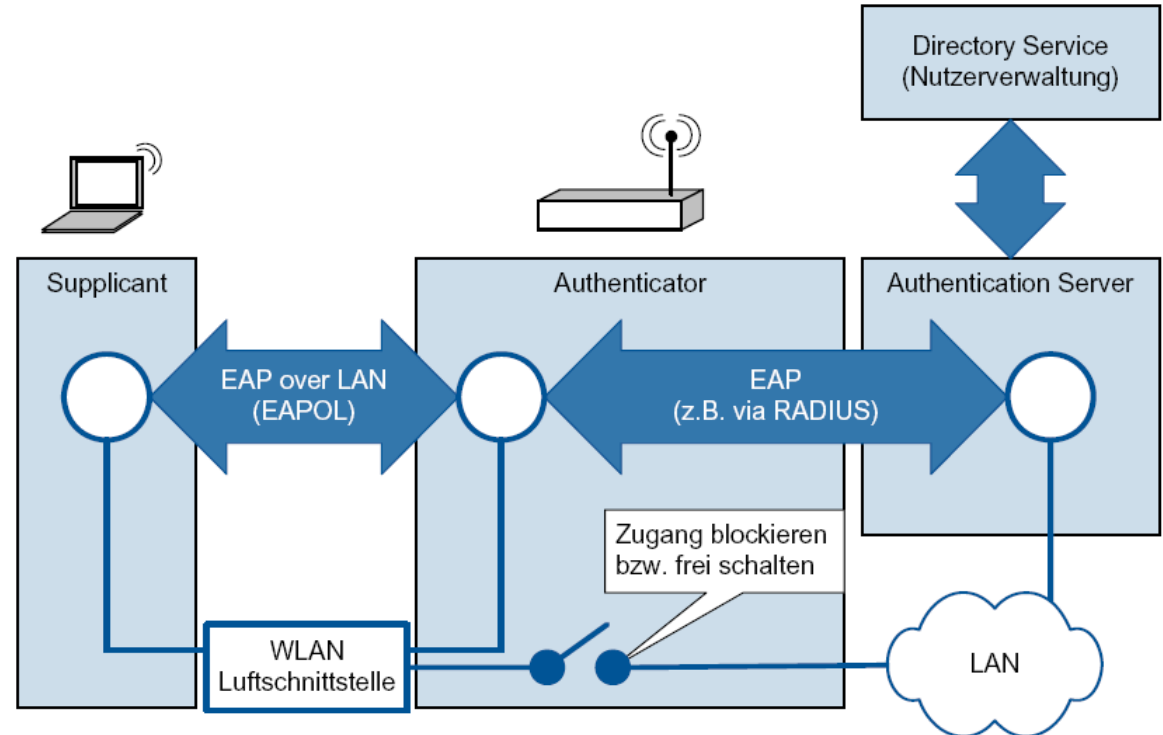 Directory Service
(Nutzerverwaltung)
Supplicant
Authenticator
Authentication Server
EAP over LAN
(EAPOL)
EAP
(z.B. via RADIUS)
Zugang blockieren
bzw. frei schalten
WLAN
Luftschnittstelle
LAN